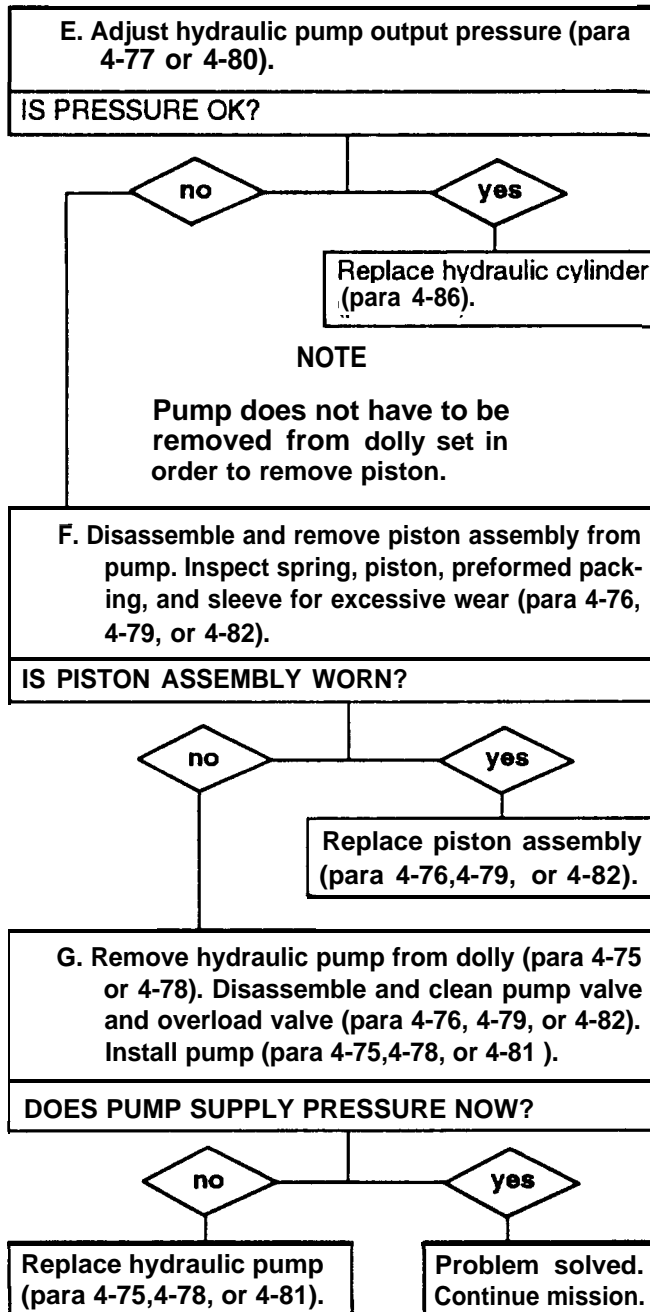 E. Adjust hydraulic pump output pressure (para
4-77 or 4-80).
IS PRESSURE OK?
no
yes
Replace hydraulic cylinder
(para 4-86).
NOTE
Pump does not have to be
removed from dolly set in
order to remove piston.
F. Disassemble and remove piston assembly from
pump. Inspect spring, piston, preformed pack-
ing, and sleeve for excessive wear (para 4-76,
4-79, or 4-82).
IS PISTON ASSEMBLY WORN?
no
yes
Replace piston assembly
(para 4-76,4-79, or 4-82).
G. Remove hydraulic pump from dolly (para 4-75
or 4-78). Disassemble and clean pump valve
and overload valve (para 4-76, 4-79, or 4-82).
Install pump (para 4-75,4-78, or 4-81 ).
DOES PUMP SUPPLY PRESSURE NOW?
no
yes
Replace hydraulic pump
(para 4-75,4-78, or 4-81).
Problem solved.
Continue mission.